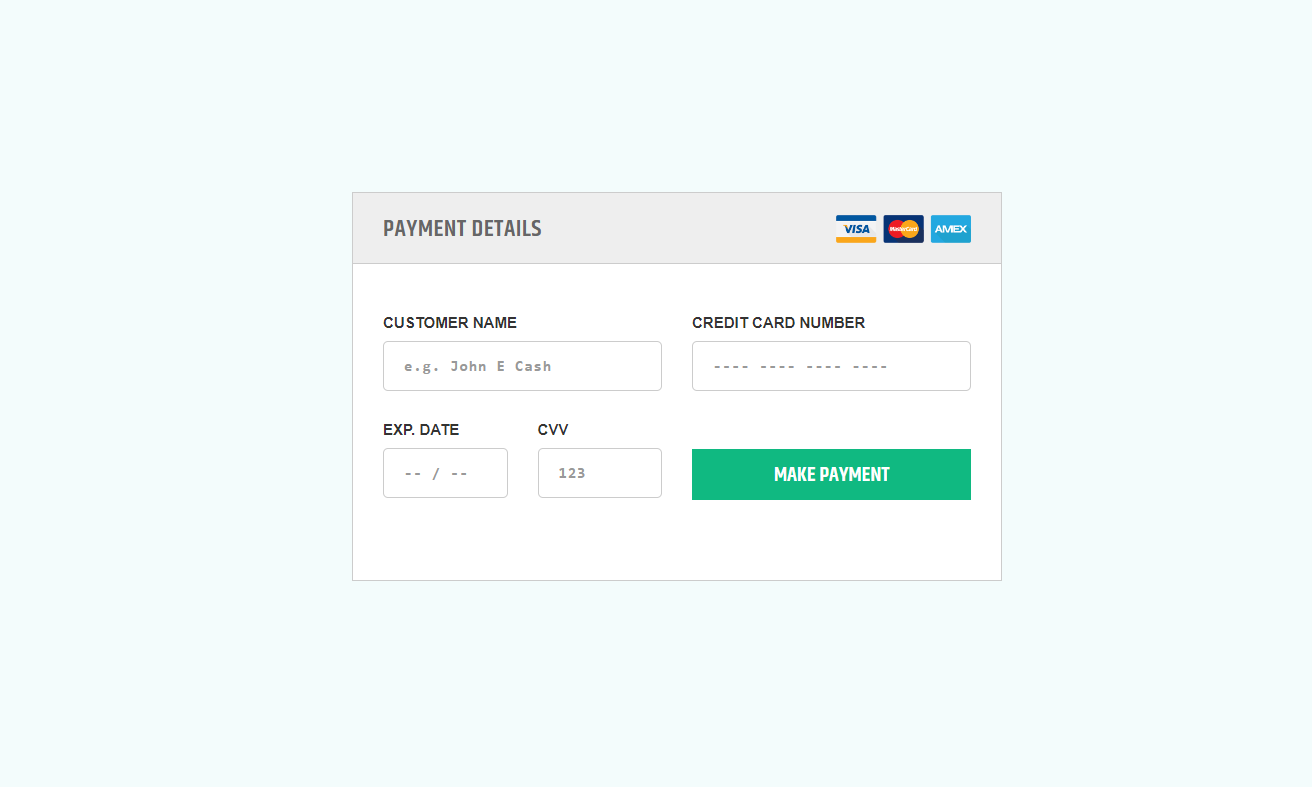 PAYMENT DETAILS
VISA MasterCard AMEX
CUSTOMER NAME
CREDIT CARD NUMBER
e.g. John E Cash
---- ---- ---- ----
EXP. DATE
CVV
-- / --
123
MAKE PAYMENT